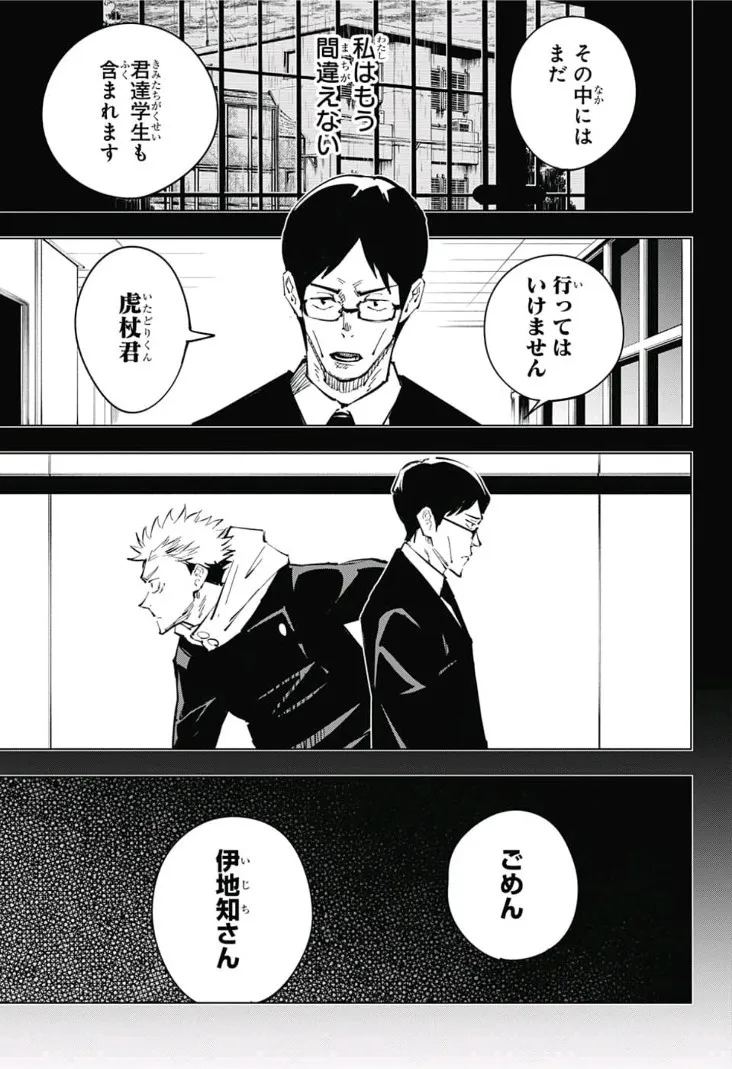 その中には
まだ
私はもう
間違えない
君達学生も
含まれます
行っては
いけません
虎杖君
ごめん
伊地知さん